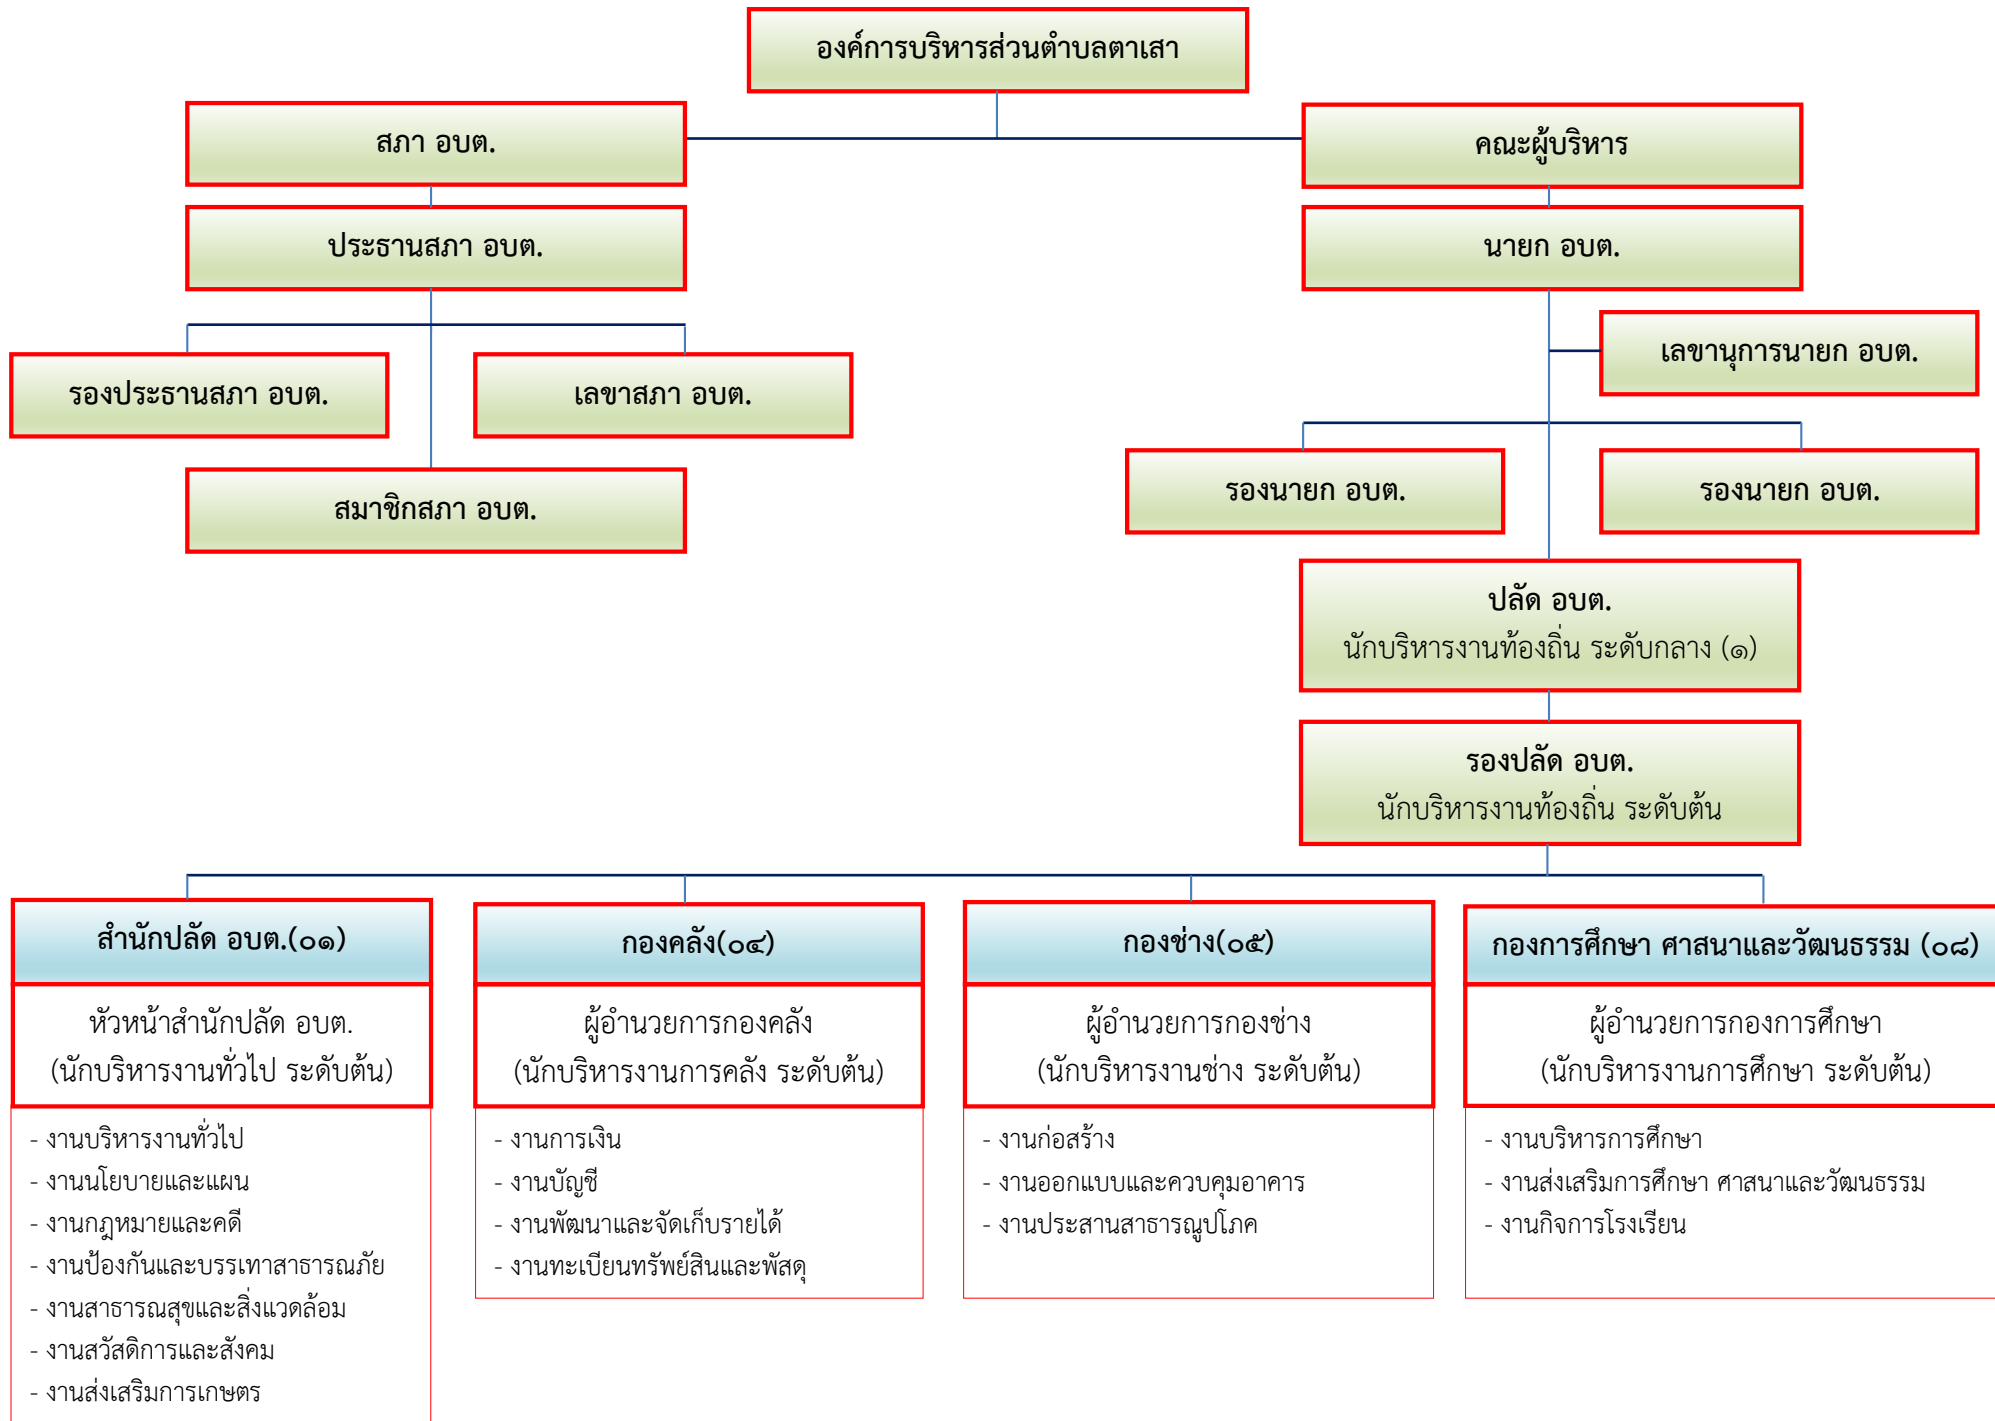 องค์การบริหารส่วนตำบลตาเสา
สภา อบต.
คณะผู้บริหาร
ประธานสภา อบต.
นายก อบต.
เลขานุการนายก อบต.
รองประธานสภา อบต.
เลขาสภา อบต.
รองนายก อบต.
รองนายก อบต.
สมาชิกสภา อบต.
ปลัด อบต.
นักบริหารงานท้องถิ่น ระดับกลาง (๑)
รองปลัด อบต.
นักบริหารงานท้องถิ่น ระดับต้น
สำนักปลัด อบต.(๐๑)
หัวหน้าสำนักปลัด อบต.
(นักบริหารงานทั่วไป ระดับต้น)
- งานบริหารงานทั่วไป
- งานนโยบายและแผน
- งานกฎหมายและคดี
- งานป้องกันและบรรเทาสาธารณภัย
- งานสาธารณสุขและสิ่งแวดล้อม
- งานสวัสดิการและสังคม
- งานส่งเสริมการเกษตร
กองคลัง(๐๔)
ผู้อำนวยการกองคลัง
(นักบริหารงานการคลัง ระดับต้น)
- งานการเงิน
- งานบัญชี
- งานพัฒนาและจัดเก็บรายได้
- งานทะเบียนทรัพย์สินและพัสดุ
กองช่าง(๐๕)
ผู้อำนวยการกองช่าง
(นักบริหารงานช่าง ระดับต้น)
- งานก่อสร้าง
- งานออกแบบและควบคุมอาคาร
- งานประสานสาธารณูปโภค
กองการศึกษา ศาสนาและวัฒนธรรม (๐๘)
ผู้อำนวยการกองการศึกษา
(นักบริหารงานการศึกษา ระดับต้น)
- งานบริหารการศึกษา
- งานส่งเสริมการศึกษา ศาสนาและวัฒนธรรม
- งานกิจการโรงเรียน